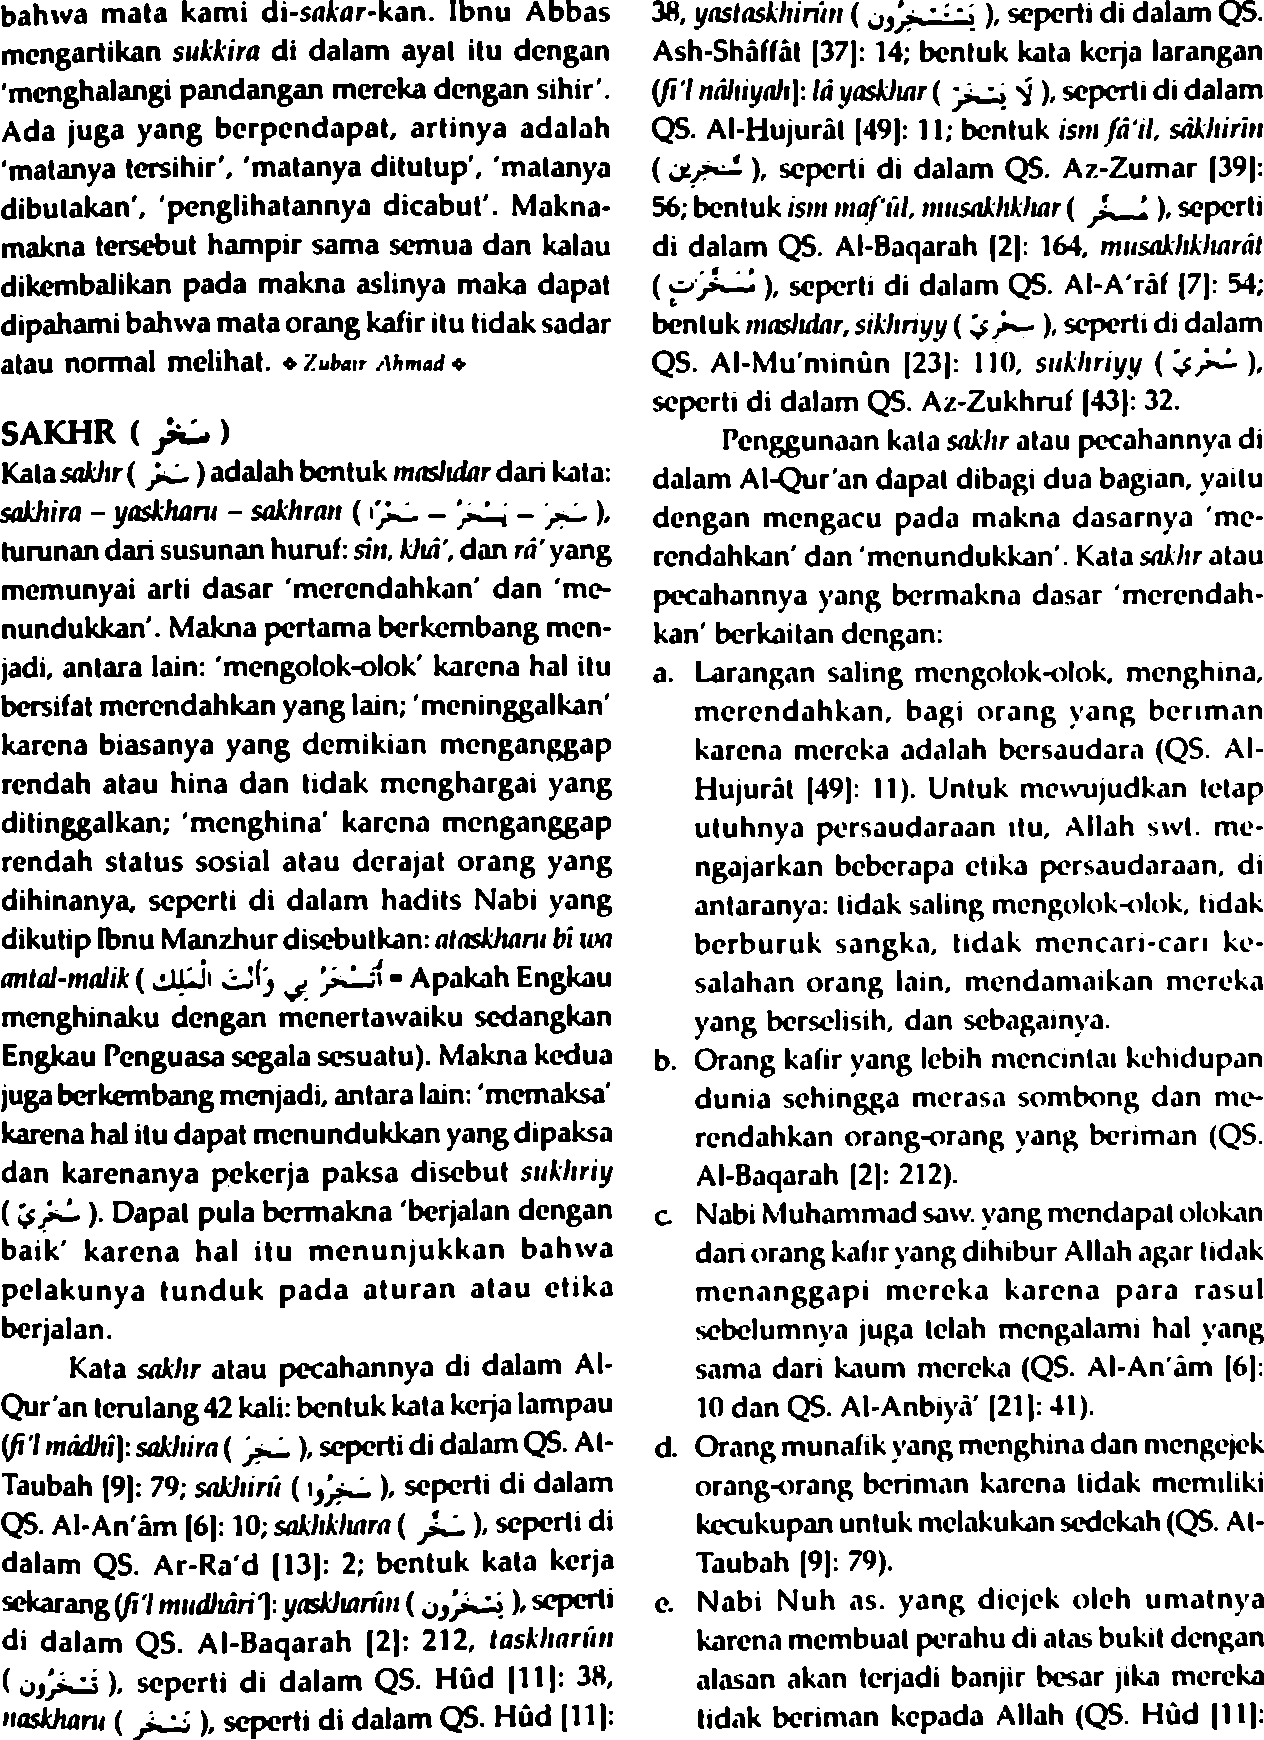 bahwa mata kami di-sakar-kan. Ibnu Abbas
mengartikan sukkira di dalam ayat itu dengan
'menghalangi pandangan mereka dengan sihir'.
Ada juga yang berpendapat, artinya adalah
'matanya tersihir', 'matanya ditutup', 'matanya
dibutakan', 'penglihatannya dicabut'. Makna-
makna tersebut hampir sama semua dan kalau
dikembalikan pada makna aslinya maka dapat
dipahami bahwa mata orang kafir itu tidak sadar
atau normal melihat. ❖ Zubair Ahmad ❖
SAKHR ( سَخْر )
Kata sakhr ( سَخْر ) adalah bentuk mashdar dari kata:
sakhira – yaskharu – sakhran ( سَخِرَ – يَسْخَرُ – سَخْرًا ),
turunan dari susunan huruf: sîn, khâ', dan râ' yang
memunyai arti dasar 'merendahkan' dan 'me-
nundukkan'. Makna pertama berkembang men-
jadi, antara lain: 'mengolok-olok' karena hal itu
bersifat merendahkan yang lain; 'meninggalkan'
karena biasanya yang demikian menganggap
rendah atau hina dan tidak menghargai yang
ditinggalkan; 'menghina' karena menganggap
rendah status sosial atau derajat orang yang
dihinanya, seperti di dalam hadits Nabi yang
dikutip Ibnu Manzhur disebutkan: ataskharu bî wa
antal-malik ( أَتَسْخَرُ بِي وَأَنْتَ الْمَلِك = Apakah Engkau
menghinaku dengan menertawaiku sedangkan
Engkau Penguasa segala sesuatu). Makna kedua
juga berkembang menjadi, antara lain: 'memaksa'
karena hal itu dapat menundukkan yang dipaksa
dan karenanya pekerja paksa disebut sukhriy
( سُخْرِيّ ). Dapat pula bermakna 'berjalan dengan
baik' karena hal itu menunjukkan bahwa
pelakunya tunduk pada aturan atau etika
berjalan.
Kata sakhr atau pecahannya di dalam Al-
Qur'an terulang 42 kali: bentuk kata kerja lampau
(fi'l mâdhî]: sakhira ( سَخِرَ ), seperti di dalam QS. At-
Taubah [9]: 79; sakhirû ( سَخِرُوا ), seperti di dalam
QS. Al-An'âm [6]: 10; sakhkhara ( سَخَّرَ ), seperti di
dalam QS. Ar-Ra'd [13]: 2; bentuk kata kerja
sekarang (fi'l mudhâri']: yaskharûn ( يَسْخَرُون ), seperti
di dalam QS. Al-Baqarah [2]: 212, taskharûn
( تَسْخَرُون ), seperti di dalam QS. Hûd [11]: 38,
naskharu ( نَسْخَر ), seperti di dalam QS. Hûd [11]:
38, yastaskhirûn ( يَسْتَسْخِرُون ), seperti di dalam QS.
Ash-Shâffât [37]: 14; bentuk kata kerja larangan
(fi'l nâhiyah]: lâ yaskhar ( لَا يَسْخَرْ ), seperti di dalam
QS. Al-Hujurât [49]: 11; bentuk ism fâ'il, sâkhirîn
( سَٰخِرِين ), seperti di dalam QS. Az-Zumar [39]:
56; bentuk ism maf'ûl, musakhkhar ( مُسَخَّر ), seperti
di dalam QS. Al-Baqarah [2]: 164, musakhkharât
( مُسَخَّرَٰتٍ ), seperti di dalam QS. Al-A'râf [7]: 54;
bentuk mashdar, sikhriyy ( سِخْرِيّ ), seperti di dalam
QS. Al-Mu'minûn [23]: 110, sukhriyy ( سُخْرِيّ ),
seperti di dalam QS. Az-Zukhruf [43]: 32.
Penggunaan kata sakhr atau pecahannya di
dalam Al-Qur'an dapat dibagi dua bagian, yaitu
dengan mengacu pada makna dasarnya 'me-
rendahkan' dan 'menundukkan'. Kata sakhr atau
pecahannya yang bermakna dasar 'merendah-
kan' berkaitan dengan:
a. Larangan saling mengolok-olok, menghina,
merendahkan, bagi orang yang beriman
karena mereka adalah bersaudara (QS. Al-
Hujurât [49]: 11). Untuk mewujudkan tetap
utuhnya persaudaraan itu, Allah swt. me-
ngajarkan beberapa etika persaudaraan, di
antaranya: tidak saling mengolok-olok, tidak
berburuk sangka, tidak mencari-cari ke-
salahan orang lain, mendamaikan mereka
yang berselisih, dan sebagainya.
b. Orang kafir yang lebih mencintai kehidupan
dunia sehingga merasa sombong dan me-
rendahkan orang-orang yang beriman (QS.
Al-Baqarah [2]: 212).
c. Nabi Muhammad saw. yang mendapat olokan
dari orang kafir yang dihibur Allah agar tidak
menanggapi mereka karena para rasul
sebelumnya juga telah mengalami hal yang
sama dari kaum mereka (QS. Al-An'âm [6]:
10 dan QS. Al-Anbiyâ' [21]: 41).
d. Orang munafik yang menghina dan mengejek
orang-orang beriman karena tidak memiliki
kecukupan untuk melakukan sedekah (QS. At-
Taubah [9]: 79).
e. Nabi Nuh as. yang diejek oleh umatnya
karena membuat perahu di atas bukit dengan
alasan akan terjadi banjir besar jika mereka
tidak beriman kepada Allah (QS. Hûd [11]: